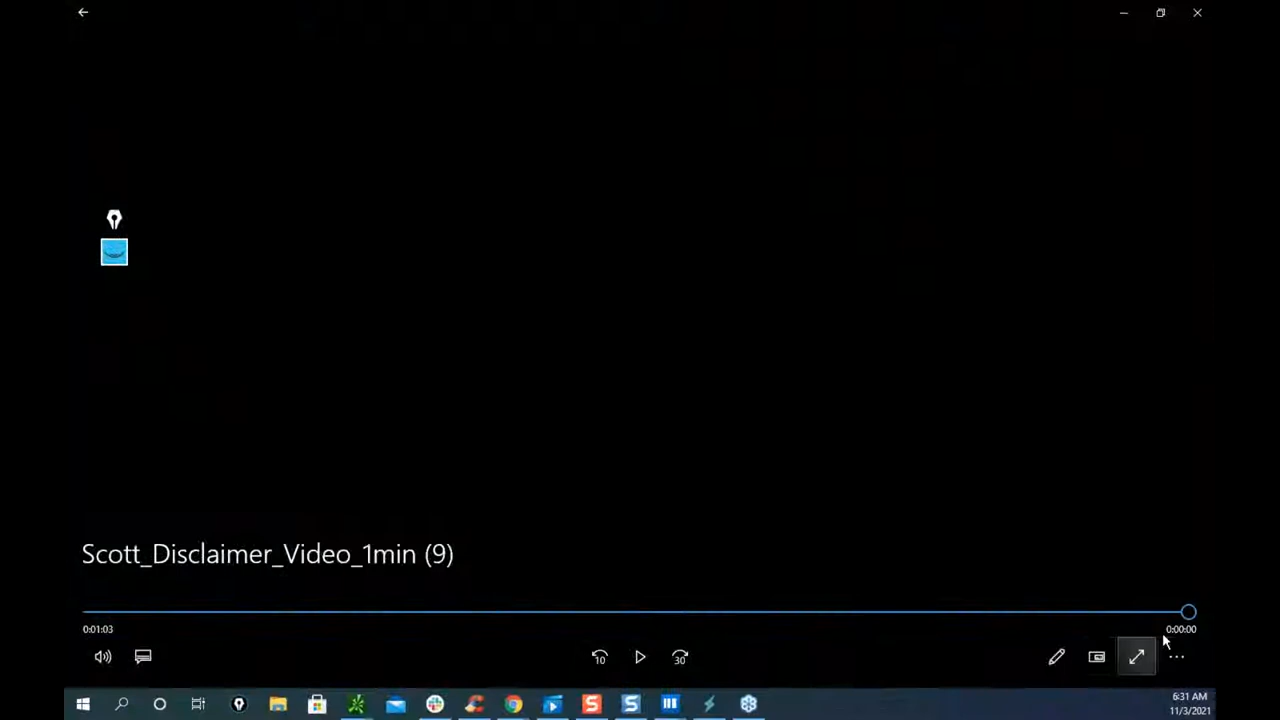 Scott_Disclaimer_Video_1min (9)
0:01:03
0:00:00
10
30
6:31 AM
11/3/2021